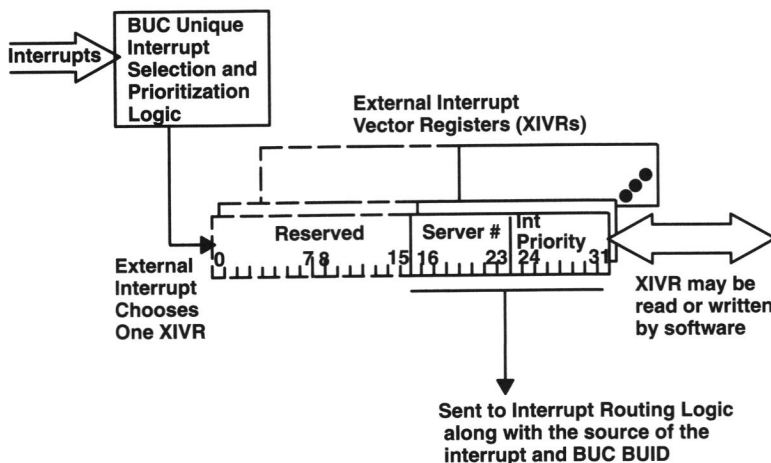 BUC Unique
Interrupt
Selection and
Prioritization
Logic
Interrupts
External Interrupt
Vector Registers (XIVRs)
Reserved
Server #
Int
Priority
0 7 8 15 16 23 24 31
External
Interrupt
Chooses
One XIVR
XIVR may be
read or written
by software
Sent to Interrupt Routing Logic
along with the source of the
interrupt and BUC BUID